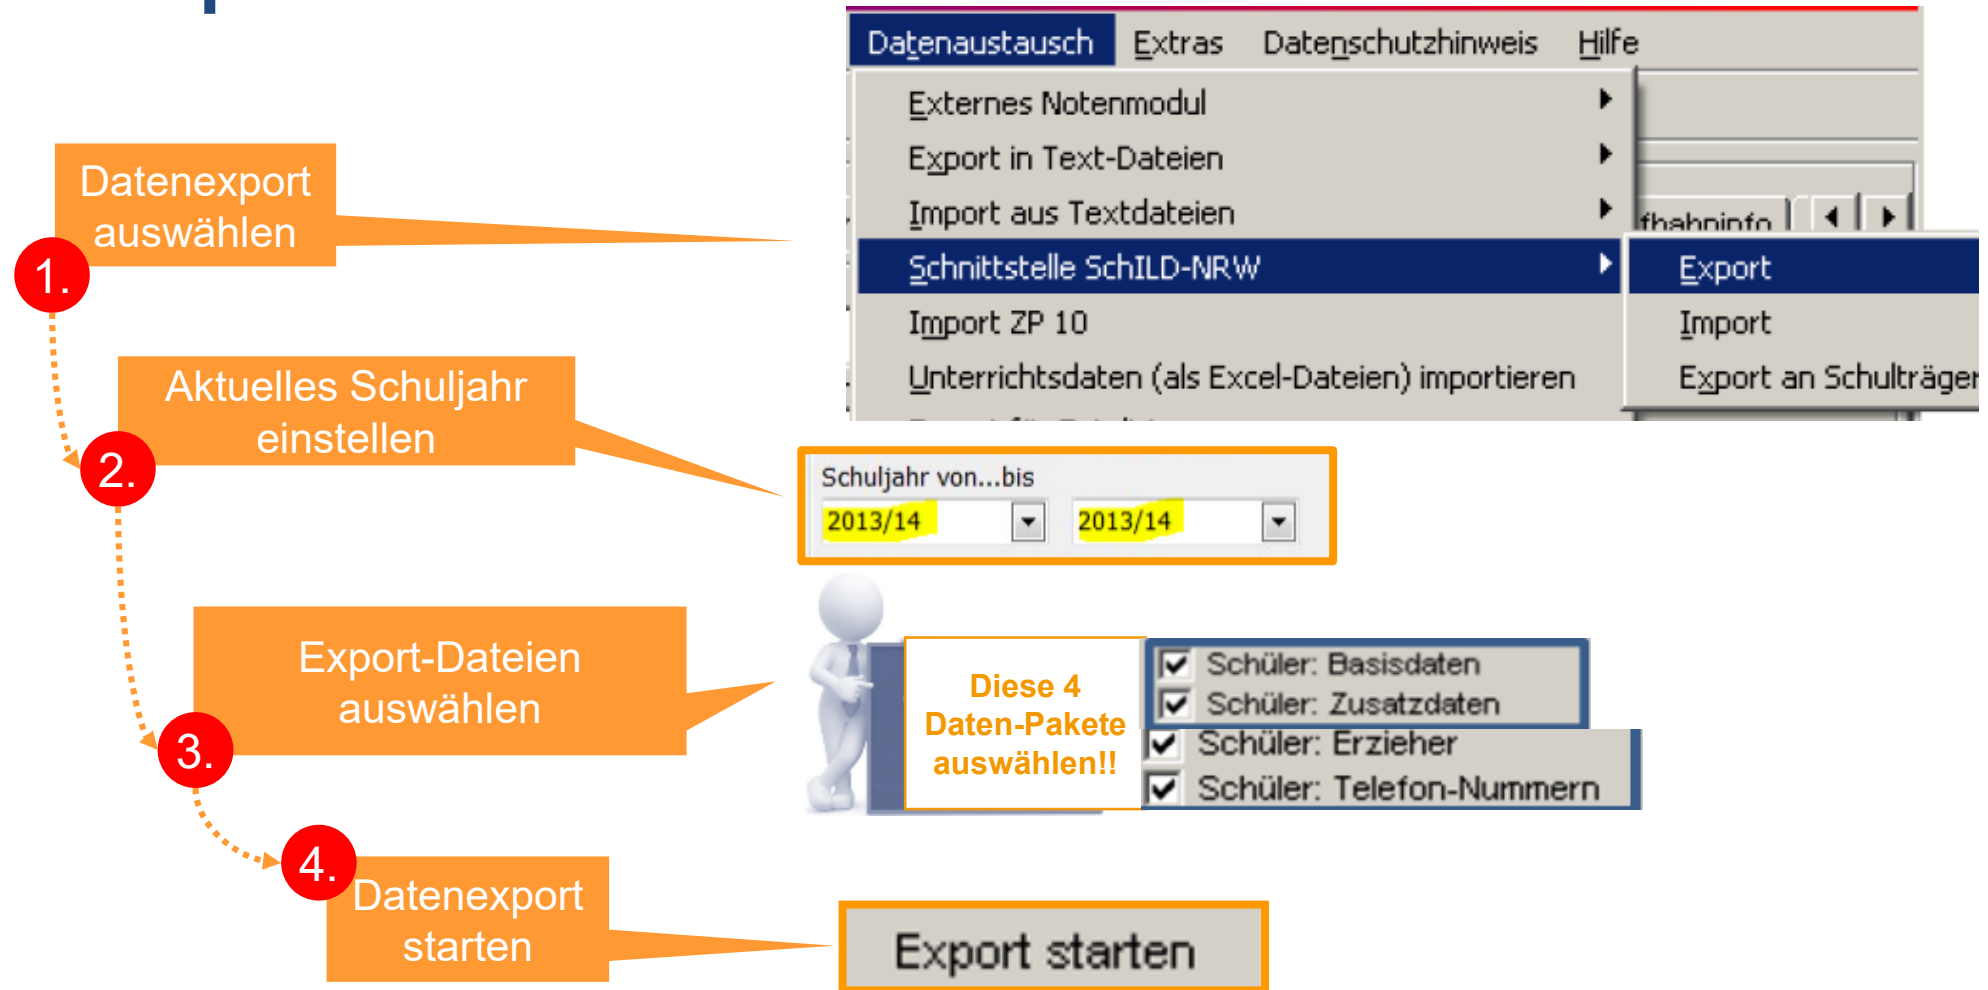 Datenaustausch Extras Datenschutzhinweis Hilfe
Externes Notenmodul
Export in Text-Dateien
Import aus Textdateien
Schnittstelle SchILD-NRW
Import ZP 10
Unterrichtsdaten (als Excel-Dateien) importieren
Export
Import
Export an Schulträger
1.
Datenexport
auswählen
2.
Aktuelles Schuljahr
einstellen
Schuljahr von...bis
2013/14 2013/14
3.
Export-Dateien
auswählen
Diese 4
Daten-Pakete
auswählen!!
Schüler: Basisdaten
Schüler: Zusatzdaten
Schüler: Erzieher
Schüler: Telefon-Nummern
4.
Datenexport
starten
Export starten